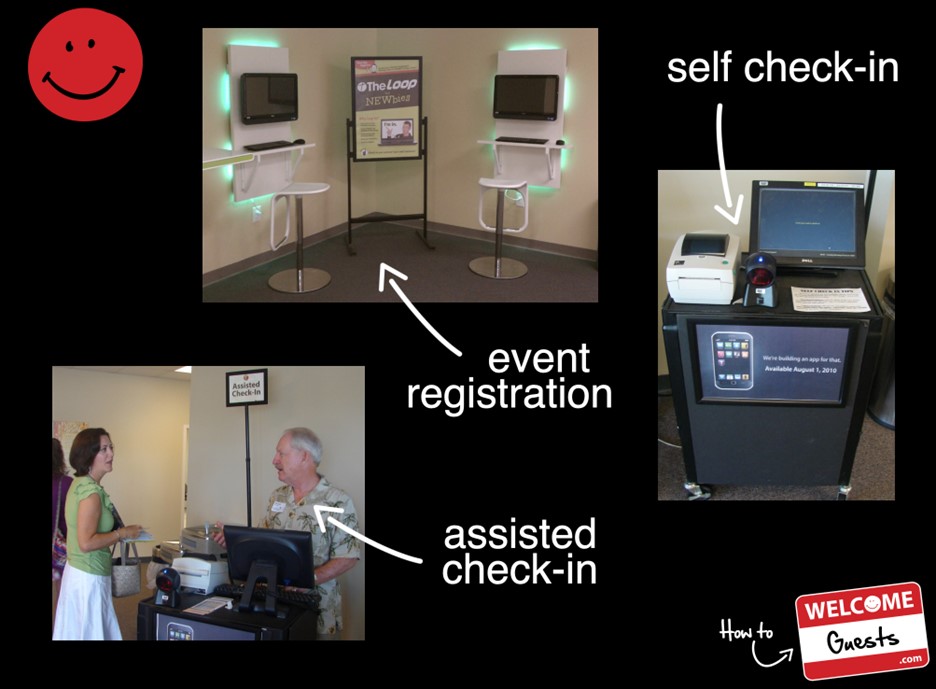 self check-in
The Loop
NEWbies
event
registration
We're building an app for that.
Available August 1, 2010
DELL
Assisted
Check-In
assisted
check-in
How to
WELCOME
Guests
.com